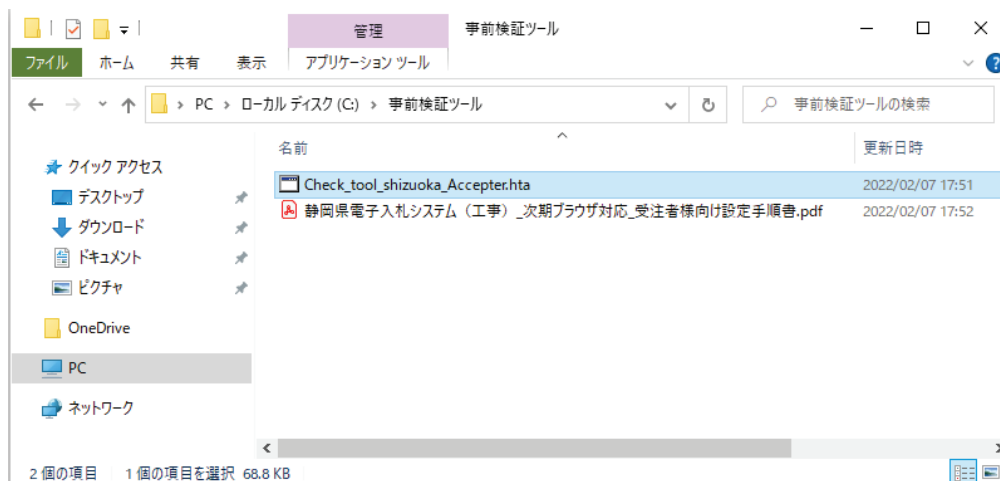 管理 事前検証ツール
ファイル ホーム 共有 表示 アプリケーション ツール
PC › ローカル ディスク (C:) › 事前検証ツール 事前検証ツールの検索
名前 更新日時
クイック アクセス
デスクトップ
ダウンロード
ドキュメント
ピクチャ
OneDrive
PC
ネットワーク
Check_tool_shizuoka_Accepter.hta 2022/02/07 17:51
静岡県電子入札システム（工事）_次期ブラウザ対応_受注者様向け設定手順書.pdf 2022/02/07 17:52
2 個の項目 1 個の項目を選択 68.8 KB